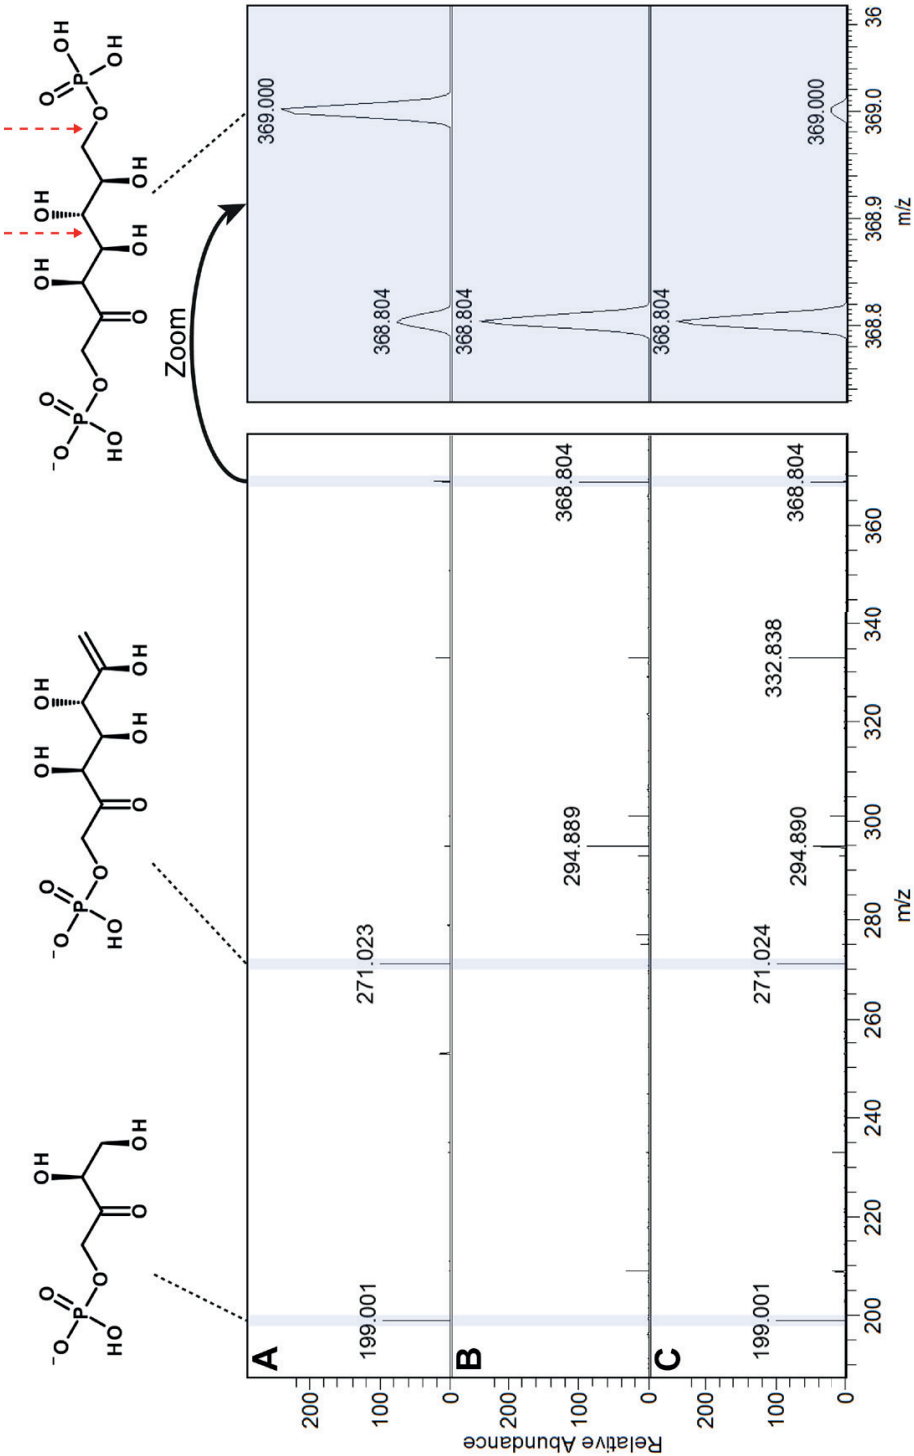 O
P
-O
HO
O
O
OH
OH
O
P
-O
HO
O
O
OH
OH
OH
OH
O
P
-O
HO
O
O
OH
OH
OH
OH
O
O
P
OH
OH
Zoom
A
199.001
271.023
369.000
368.804
B
294.889
368.804
368.804
C
199.001
271.024
294.890
332.838
368.804
368.804
369.000
200
100
0
200
100
0
200
100
0
Relative Abundance
200
220
240
260
280
300
320
340
360
m/z
368.8
368.9
369.0
36
m/z